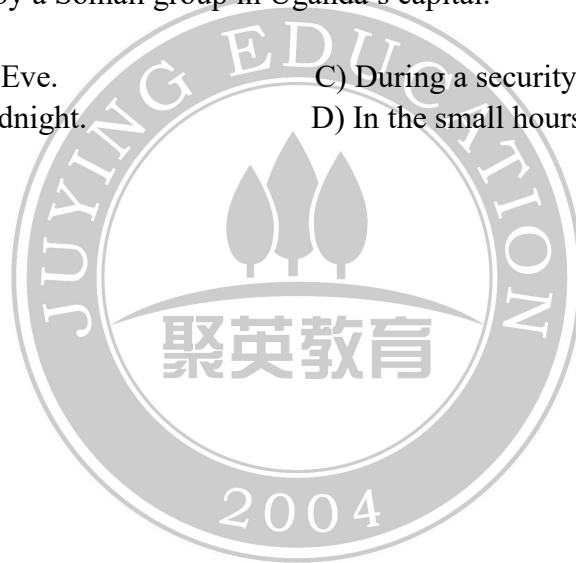 by a Somali group in Uganda's capital.
Eve. C) During a security
dnight. D) In the small hours
JUYING EDUCATION
聚英教育
2004